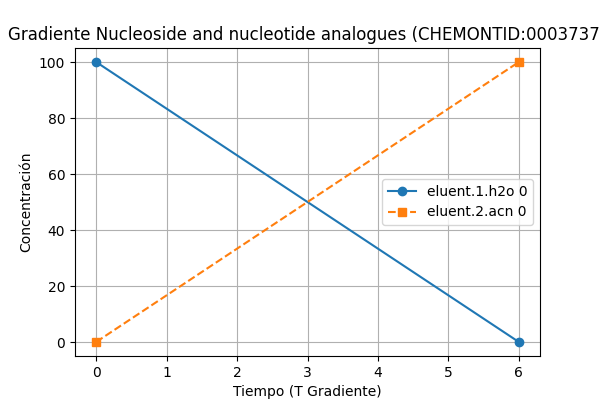 Gradiente Nucleoside and nucleotide analogues (CHEMONTID:0003737
100
80
60
40
20
0
Concentración
eluent.1.h2o 0
eluent.2.acn 0
0 1 2 3 4 5 6
Tiempo (T Gradiente)